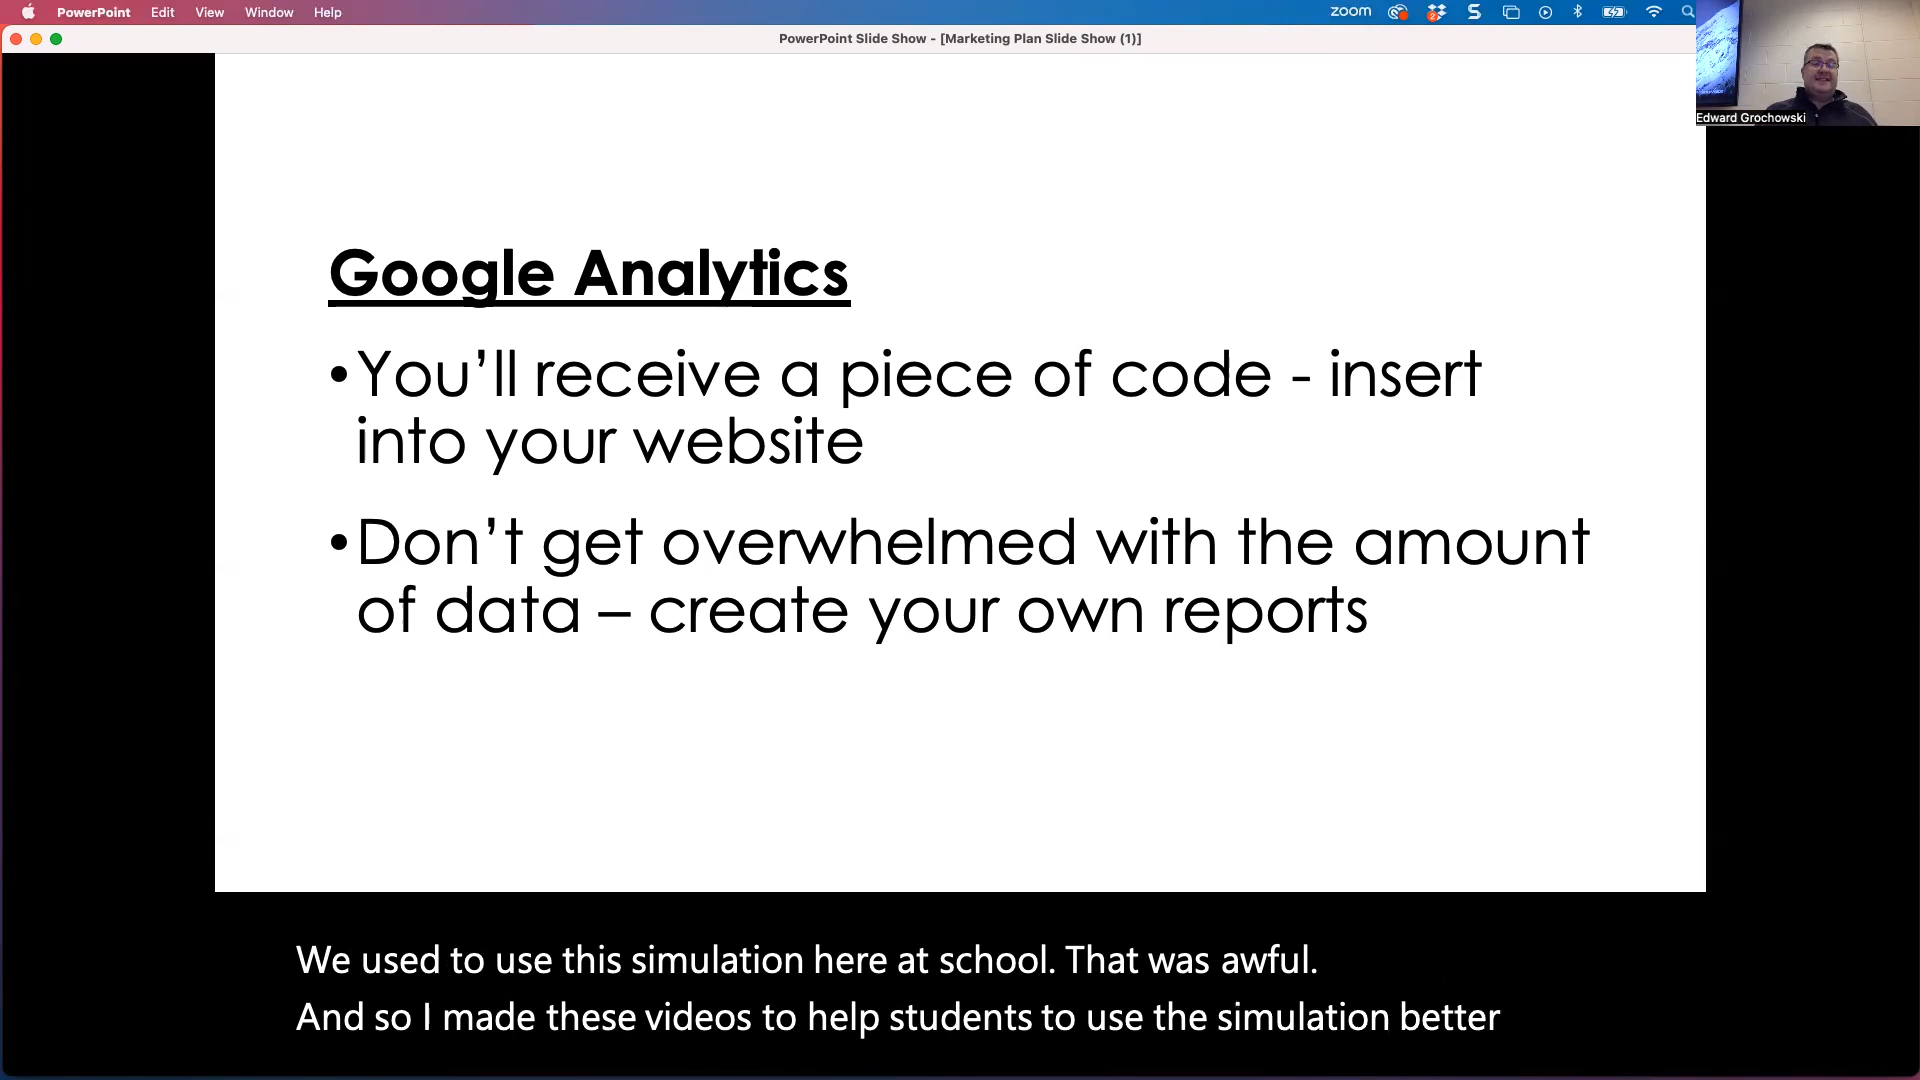 PowerPoint Edit View Window Help
zoom
2
PowerPoint Slide Show - [Marketing Plan Slide Show (1)]
Edward Grochowski
Google Analytics
•You’ll receive a piece of code - insert
into your website
•Don’t get overwhelmed with the amount
of data – create your own reports
We used to use this simulation here at school. That was awful.
And so I made these videos to help students to use the simulation better